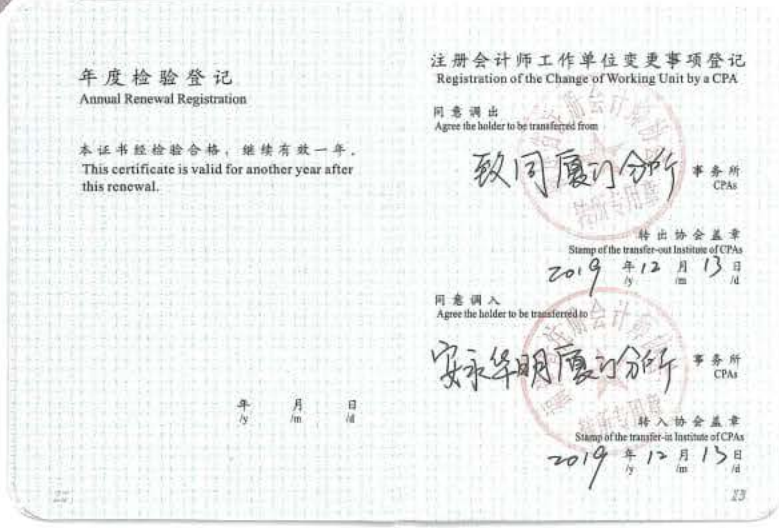 年度检验登记
Annual Renewal Registration
本证书经检验合格，继续有效一年。
This certificate is valid for another year after
this renewal.
年 月 日
/y /m /d
注册会计师工作单位变更事项登记
Registration of the Change of Working Unit by a CPA
同意调出
Agree the holder to be transferred from
致同厦门分所 事务所
CPAs
转出协会盖章
Stamp of the transfer-out Institute of CPAs
2019 年 12 月 13 日
/y /m /d
同意调入
Agree the holder to be transferred to
安永华明厦门分所 事务所
CPAs
转入协会盖章
Stamp of the transfer-in Institute of CPAs
2019 年 12 月 13 日
/y /m /d
23